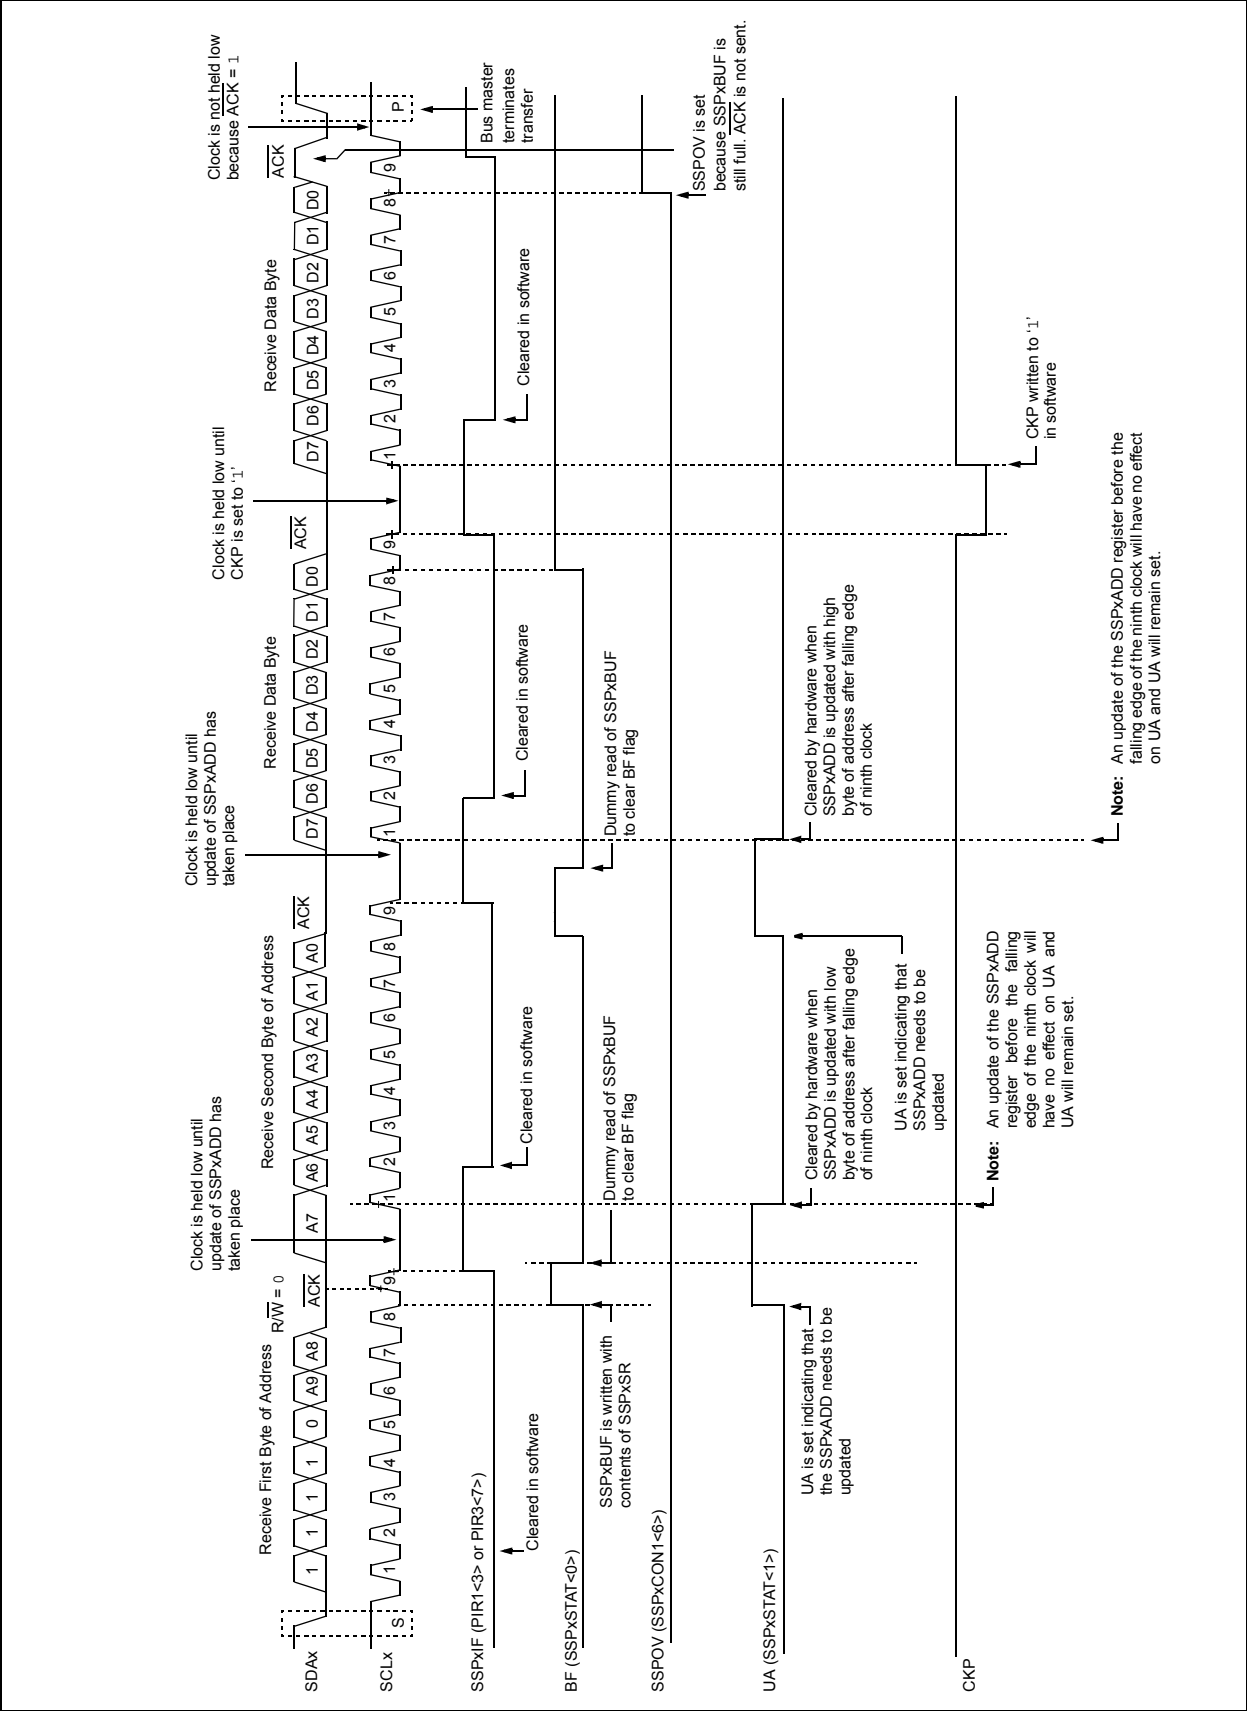 Clock is held low until
update of SSPxADD has
taken place
Clock is held low until
update of SSPxADD has
taken place
Clock is held low until
CKP is set to ‘1’
Clock is not held low
because ACK = 1
Receive First Byte of Address
R/W = 0
Receive Second Byte of Address
Receive Data Byte
Receive Data Byte
ACK
ACK
ACK
ACK
SDAx
1 1 1 1 0 A9 A8
A7 A6 A5 A4 A3 A2 A1 A0
D7 D6 D5 D4 D3 D2 D1 D0
D7 D6 D5 D4 D3 D2 D1 D0
SCLx
S
1 2 3 4 5 6 7 8 9
1 2 3 4 5 6 7 8 9
1 2 3 4 5 6 7 8 9
1 2 3 4 5 6 7 8 9
P
Bus master
terminates
transfer
SSPxIF (PIR1<3> or PIR3<7>)
Cleared in software
Cleared in software
Cleared in software
Cleared in software
BF (SSPxSTAT<0>)
SSPxBUF is written with
contents of SSPxSR
Dummy read of SSPxBUF
to clear BF flag
Dummy read of SSPxBUF
to clear BF flag
SSPOV (SSPxCON1<6>)
SSPOV is set
because SSPxBUF is
still full. ACK is not sent.
UA (SSPxSTAT<1>)
UA is set indicating that
the SSPxADD needs to be
updated
Cleared by hardware when
SSPxADD is updated with low
byte of address after falling edge
of ninth clock
UA is set indicating that
SSPxADD needs to be
updated
Cleared by hardware when
SSPxADD is updated with high
byte of address after falling edge
of ninth clock
CKP
Note: An update of the SSPxADD
register before the falling
edge of the ninth clock will
have no effect on UA and
UA will remain set.
CKP written to ‘1’
in software
Note: An update of the SSPxADD register before the
falling edge of the ninth clock will have no effect
on UA and UA will remain set.